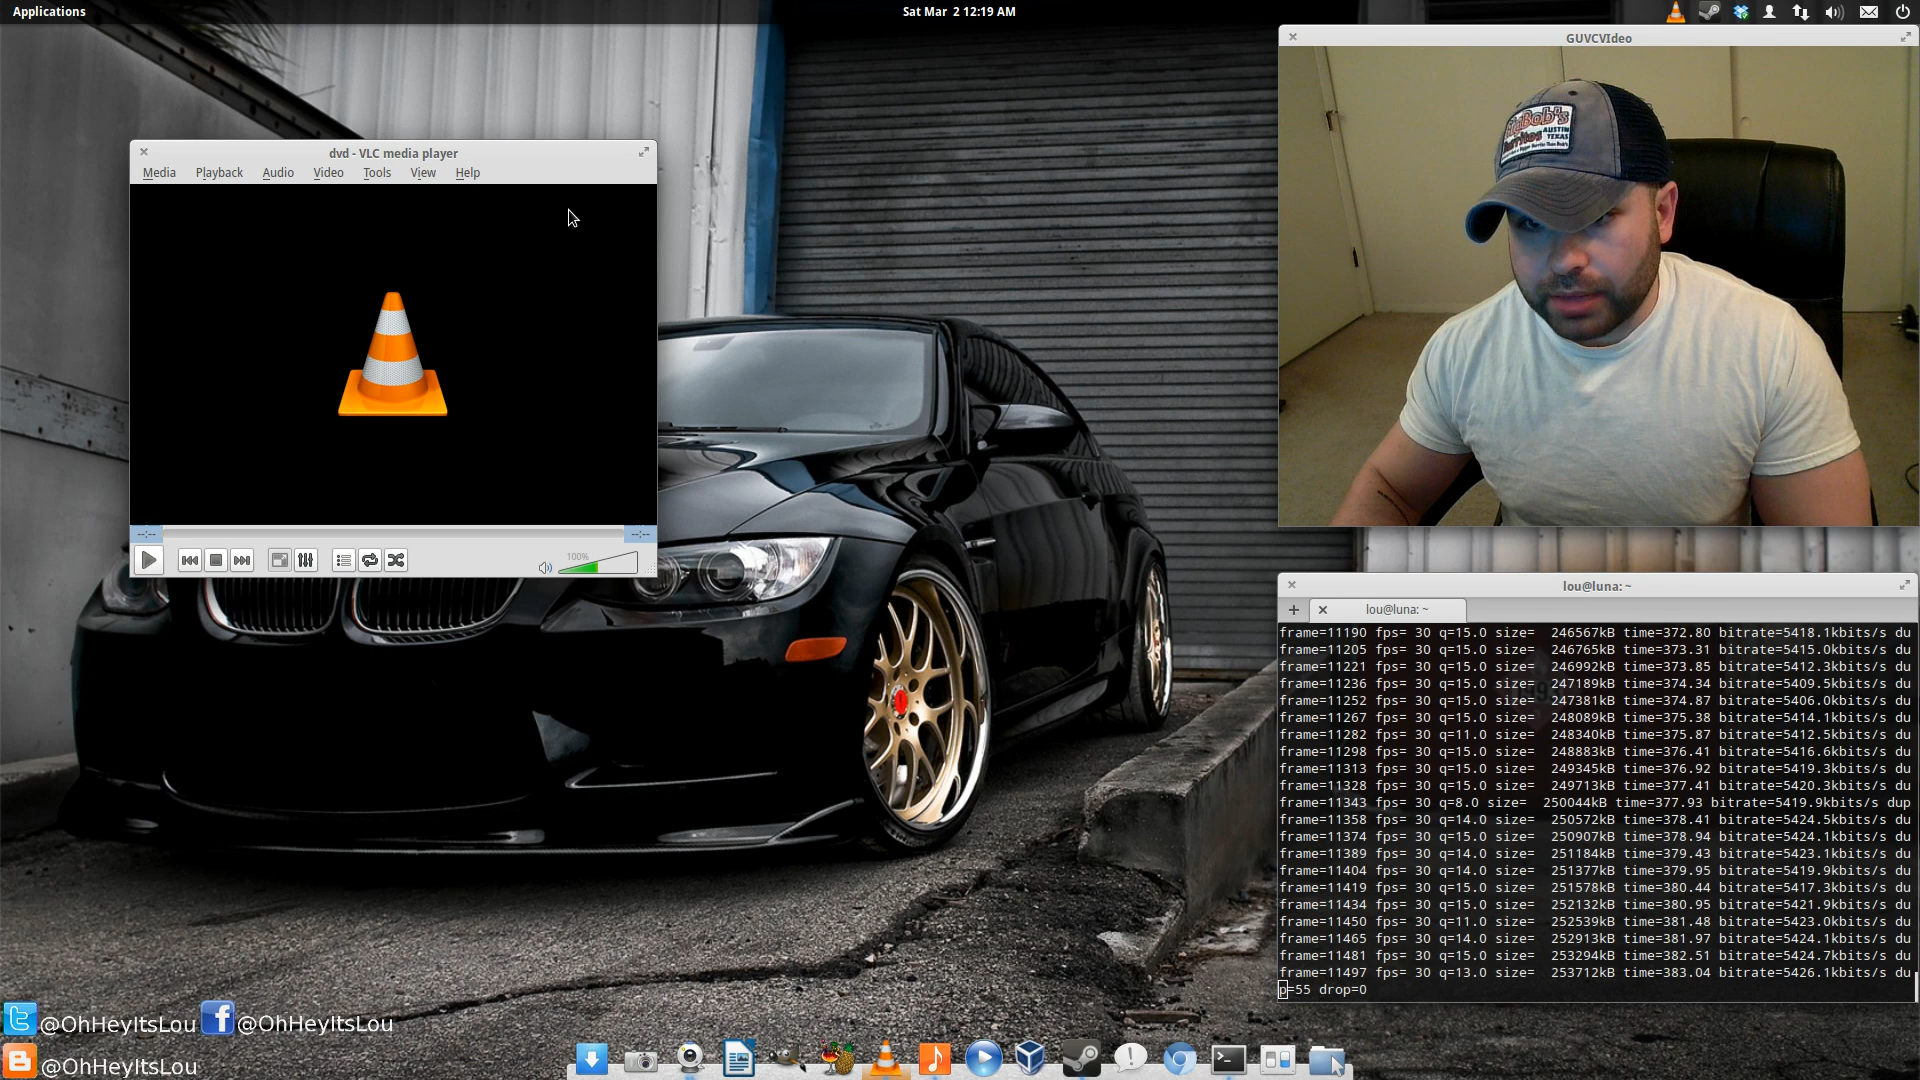 Applications
Sat Mar 2 12:19 AM
GUVCVIdeo
BoB's
AUSTIN
TEXAS
dvd - VLC media player
Media Playback Audio Video Tools View Help
--:-- --:--
100%
lou@luna: ~
lou@luna: ~
frame=11190 fps= 30 q=15.0 size= 246567kB time=372.80 bitrate=5418.1kbits/s du
frame=11205 fps= 30 q=15.0 size= 246765kB time=373.31 bitrate=5415.0kbits/s du
frame=11221 fps= 30 q=15.0 size= 246992kB time=373.85 bitrate=5412.3kbits/s du
frame=11236 fps= 30 q=15.0 size= 247189kB time=374.34 bitrate=5409.5kbits/s du
frame=11252 fps= 30 q=15.0 size= 247381kB time=374.87 bitrate=5406.0kbits/s du
frame=11267 fps= 30 q=15.0 size= 248089kB time=375.38 bitrate=5414.1kbits/s du
frame=11282 fps= 30 q=11.0 size= 248340kB time=375.87 bitrate=5412.5kbits/s du
frame=11298 fps= 30 q=15.0 size= 248883kB time=376.41 bitrate=5416.6kbits/s du
frame=11313 fps= 30 q=15.0 size= 249345kB time=376.92 bitrate=5419.3kbits/s du
frame=11328 fps= 30 q=15.0 size= 249713kB time=377.41 bitrate=5420.3kbits/s du
frame=11343 fps= 30 q=8.0 size= 250044kB time=377.93 bitrate=5419.9kbits/s dup
frame=11358 fps= 30 q=14.0 size= 250572kB time=378.41 bitrate=5424.5kbits/s du
frame=11374 fps= 30 q=15.0 size= 250907kB time=378.94 bitrate=5424.1kbits/s du
frame=11389 fps= 30 q=14.0 size= 251184kB time=379.43 bitrate=5423.1kbits/s du
frame=11404 fps= 30 q=14.0 size= 251377kB time=379.95 bitrate=5419.9kbits/s du
frame=11419 fps= 30 q=15.0 size= 251578kB time=380.44 bitrate=5417.3kbits/s du
frame=11434 fps= 30 q=15.0 size= 252132kB time=380.95 bitrate=5421.9kbits/s du
frame=11450 fps= 30 q=11.0 size= 252539kB time=381.48 bitrate=5423.0kbits/s du
frame=11465 fps= 30 q=14.0 size= 252913kB time=381.97 bitrate=5424.1kbits/s du
frame=11481 fps= 30 q=15.0 size= 253294kB time=382.51 bitrate=5424.7kbits/s du
frame=11497 fps= 30 q=13.0 size= 253712kB time=383.04 bitrate=5426.1kbits/s du
p=55 drop=0
@OhHeyItsLou @OhHeyItsLou
@OhHeyItsLou